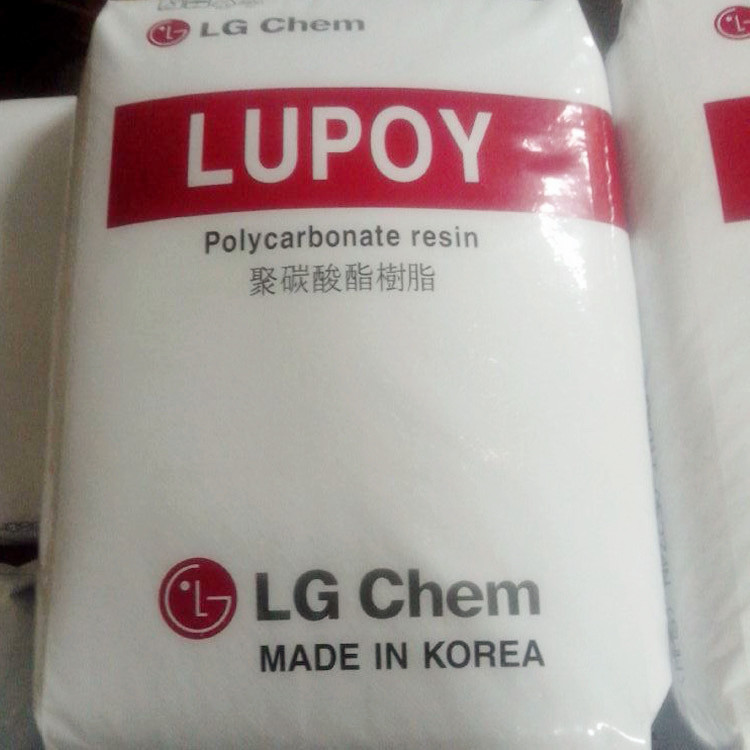 LG Chem
LUPOY
Polycarbonate resin
聚碳酸酯樹脂
LG Chem
MADE IN KOREA